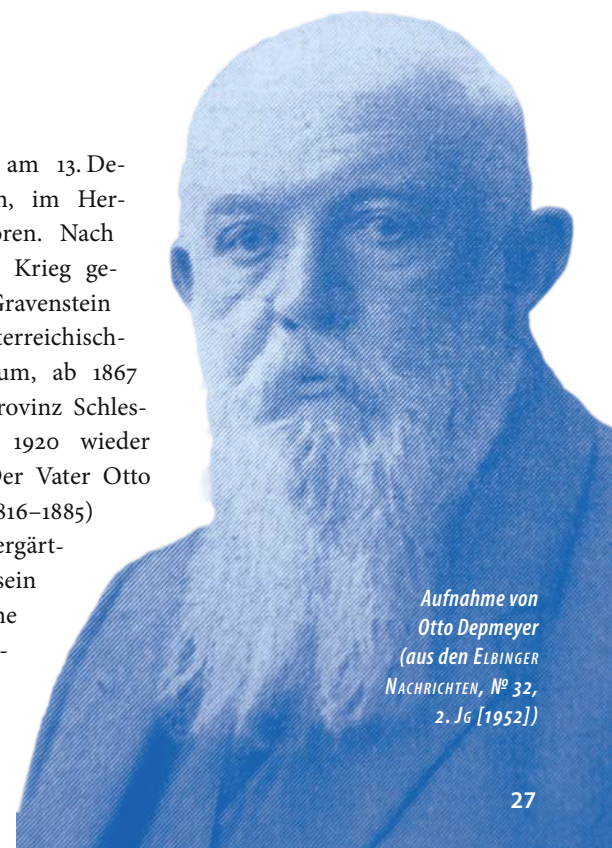 am 13. De-
n, im Her-
oren. Nach
Krieg ge-
Gravenstein
terreichisch-
um, ab 1867
rovinz Schles-
1920 wieder
Der Vater Otto
816–1885)
ergärt-
sein
ne
-
Aufnahme von
Otto Depmeyer
(aus den ELBINGER
NACHRICHTEN, № 32,
2. JG [1952])
27